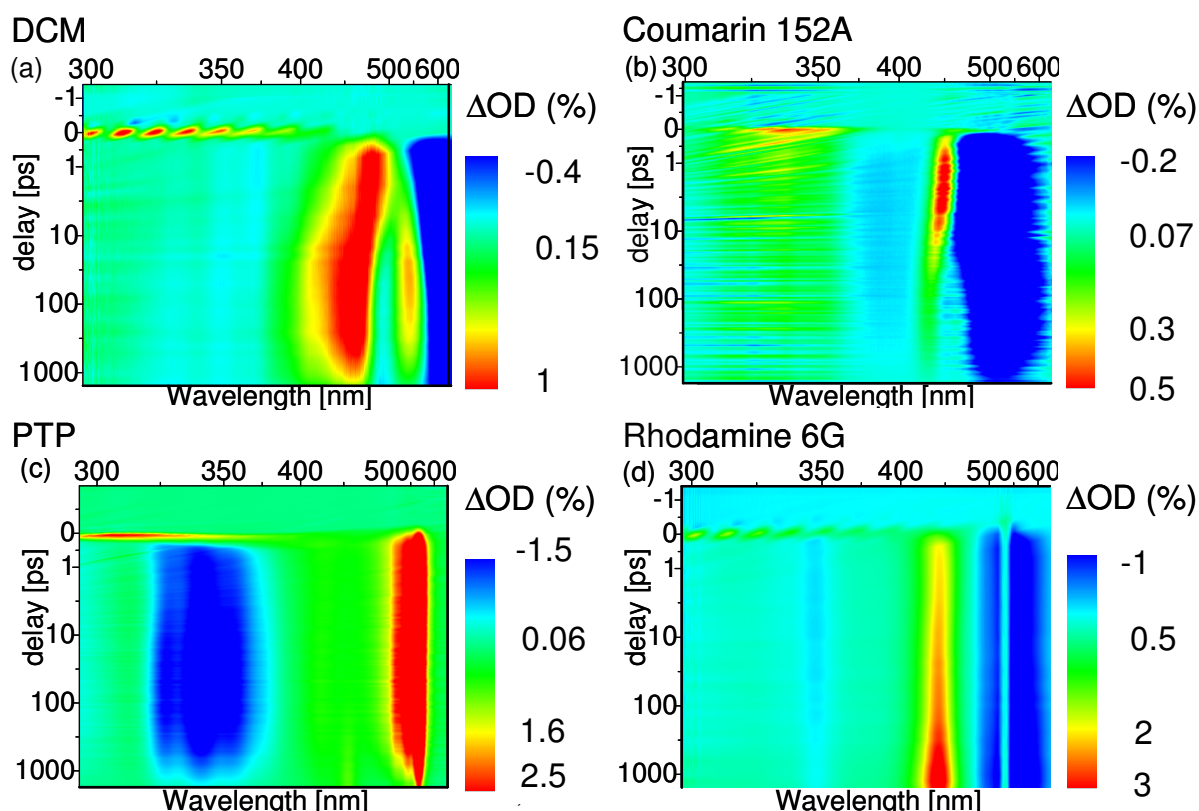 DCM
(a) 300 350 400 500 600
ΔOD (%)
-1
0
1
10
100
1000
delay [ps]
Wavelength [nm]
-0.4
0.15
1
Coumarin 152A
(b) 300 350 400 500 600
ΔOD (%)
-1
0
1
10
100
1000
delay [ps]
Wavelength [nm]
-0.2
0.07
0.3
0.5
PTP
(c) 300 350 400 500 600
ΔOD (%)
0
1
10
100
1000
delay [ps]
Wavelength [nm]
-1.5
0.06
1.6
2.5
Rhodamine 6G
(d) 300 350 400 500 600
ΔOD (%)
-1
0
1
10
100
1000
delay [ps]
Wavelength [nm]
-1
0.5
2
3